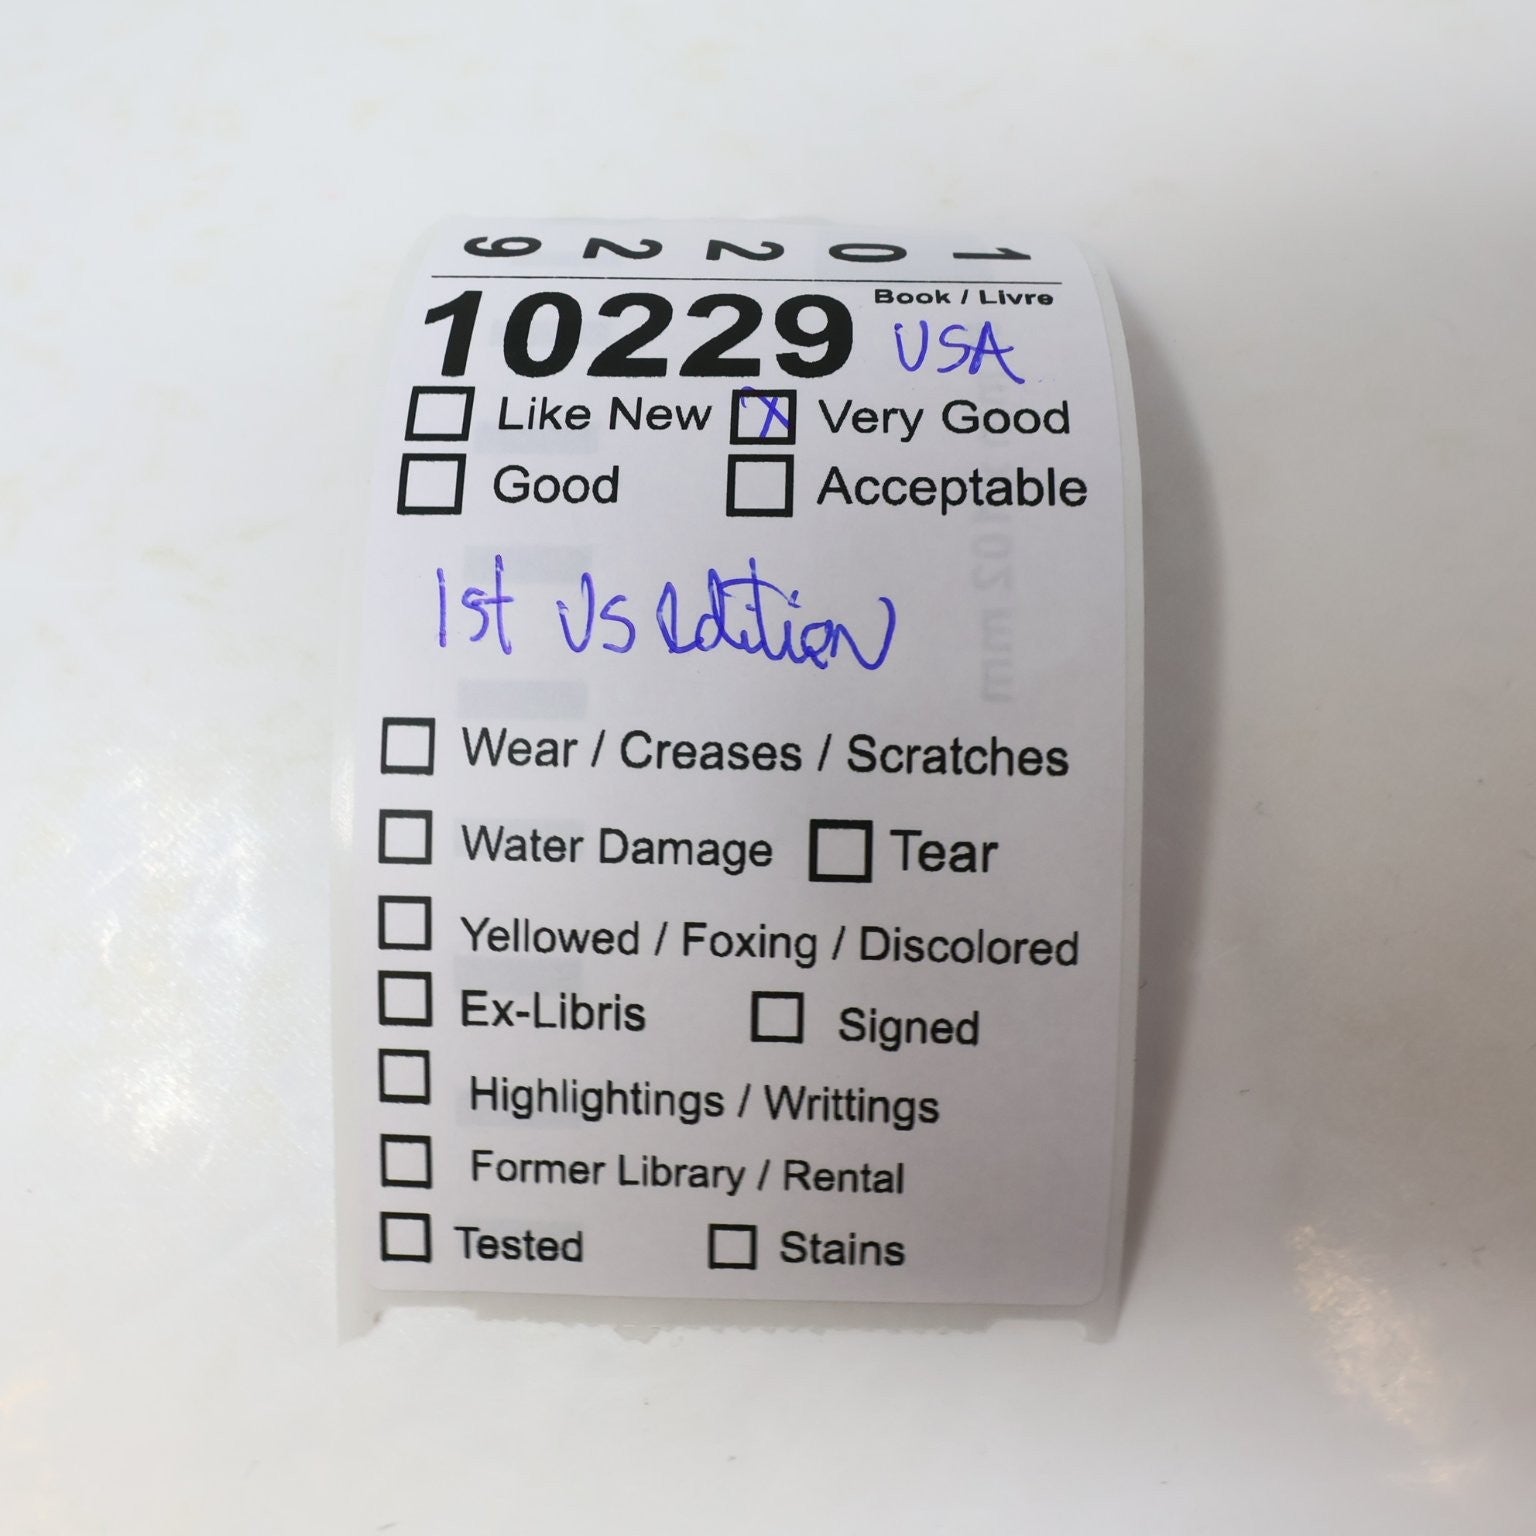 10229
Book / Livre
10229 USA
Like New X Very Good
Good Acceptable
1st US Edition
Wear / Creases / Scratches
Water Damage Tear
Yellowed / Foxing / Discolored
Ex-Libris Signed
Highlightings / Writtings
Former Library / Rental
Tested Stains